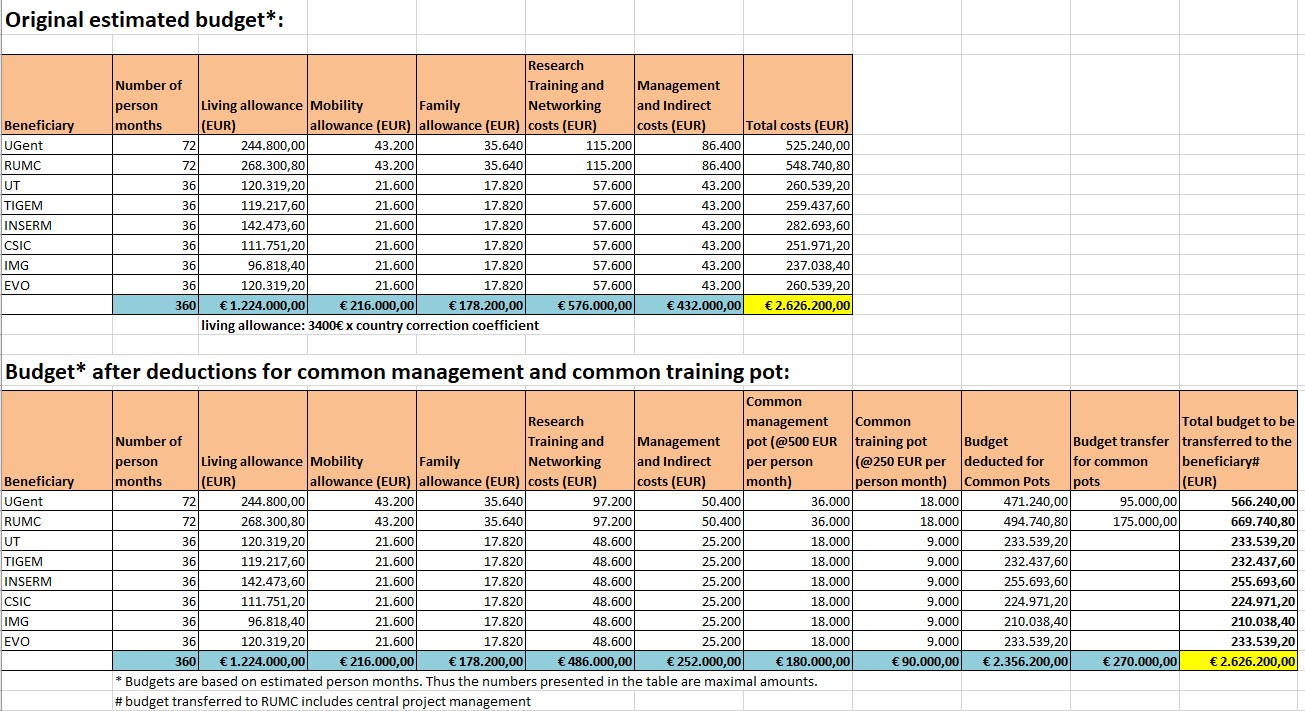 Original estimated budget*:
Beneficiary | Number of person months | Living allowance (EUR) | Mobility allowance (EUR) | Family allowance (EUR) | Research Training and Networking costs (EUR) | Management and Indirect costs (EUR) | Total costs (EUR)
UGent | 72 | 244.800,00 | 43.200 | 35.640 | 115.200 | 86.400 | 525.240,00
RUMC | 72 | 268.300,80 | 43.200 | 35.640 | 115.200 | 86.400 | 548.740,80
UT | 36 | 120.319,20 | 21.600 | 17.820 | 57.600 | 43.200 | 260.539,20
TIGEM | 36 | 119.217,60 | 21.600 | 17.820 | 57.600 | 43.200 | 259.437,60
INSERM | 36 | 142.473,60 | 21.600 | 17.820 | 57.600 | 43.200 | 282.693,60
CSIC | 36 | 111.751,20 | 21.600 | 17.820 | 57.600 | 43.200 | 251.971,20
IMG | 36 | 96.818,40 | 21.600 | 17.820 | 57.600 | 43.200 | 237.038,40
EVO | 36 | 120.319,20 | 21.600 | 17.820 | 57.600 | 43.200 | 260.539,20
360 | € 1.224.000,00 | € 216.000,00 | € 178.200,00 | € 576.000,00 | € 432.000,00 | € 2.626.200,00
living allowance: 3400€ x country correction coefficient
Budget* after deductions for common management and common training pot:
Beneficiary | Number of person months | Living allowance (EUR) | Mobility allowance (EUR) | Family allowance (EUR) | Research Training and Networking costs (EUR) | Management and Indirect costs (EUR) | Common management pot (@500 EUR per person month) | Common training pot (@250 EUR per person month) | Budget deducted for Common Pots | Budget transfer for common pots | Total budget to be transferred to the beneficiary# (EUR)
UGent | 72 | 244.800,00 | 43.200 | 35.640 | 97.200 | 50.400 | 36.000 | 18.000 | 471.240,00 | 95.000,00 | 566.240,00
RUMC | 72 | 268.300,80 | 43.200 | 35.640 | 97.200 | 50.400 | 36.000 | 18.000 | 494.740,80 | 175.000,00 | 669.740,80
UT | 36 | 120.319,20 | 21.600 | 17.820 | 48.600 | 25.200 | 18.000 | 9.000 | 233.539,20 | 233.539,20
TIGEM | 36 | 119.217,60 | 21.600 | 17.820 | 48.600 | 25.200 | 18.000 | 9.000 | 232.437,60 | 232.437,60
INSERM | 36 | 142.473,60 | 21.600 | 17.820 | 48.600 | 25.200 | 18.000 | 9.000 | 255.693,60 | 255.693,60
CSIC | 36 | 111.751,20 | 21.600 | 17.820 | 48.600 | 25.200 | 18.000 | 9.000 | 224.971,20 | 224.971,20
IMG | 36 | 96.818,40 | 21.600 | 17.820 | 48.600 | 25.200 | 18.000 | 9.000 | 210.038,40 | 210.038,40
EVO | 36 | 120.319,20 | 21.600 | 17.820 | 48.600 | 25.200 | 18.000 | 9.000 | 233.539,20 | 233.539,20
360 | € 1.224.000,00 | € 216.000,00 | € 178.200,00 | € 486.000,00 | € 252.000,00 | € 180.000,00 | € 90.000,00 | € 2.356.200,00 | € 270.000,00 | € 2.626.200,00
* Budgets are based on estimated person months. Thus the numbers presented in the table are maximal amounts.
# budget transferred to RUMC includes central project management